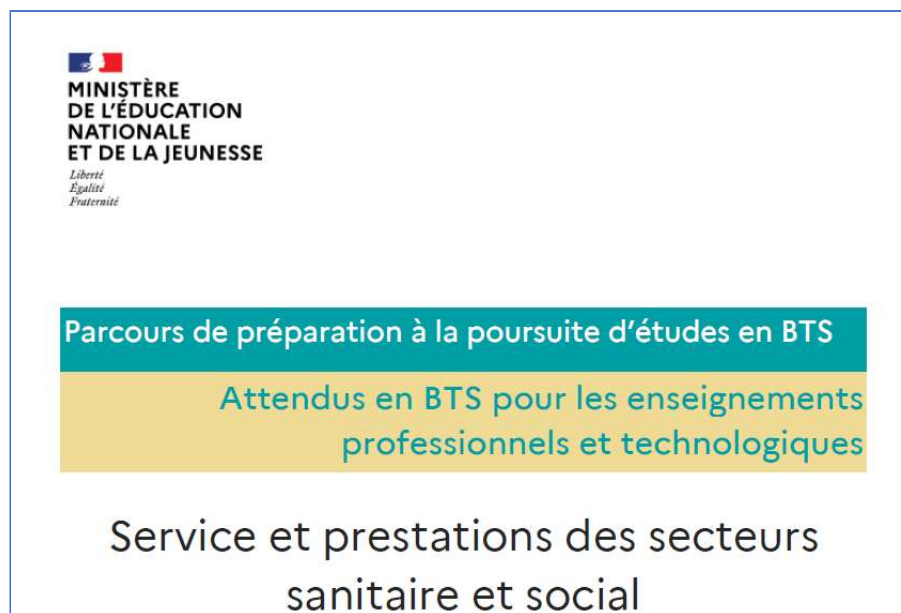 MINISTÈRE
DE L'ÉDUCATION
NATIONALE
ET DE LA JEUNESSE
Liberté
Égalité
Fraternité
Parcours de préparation à la poursuite d'études en BTS
Attendus en BTS pour les enseignements
professionnels et technologiques
Service et prestations des secteurs
sanitaire et social